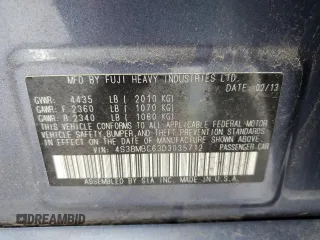 MFD. BY FUJI HEAVY INDUSTRIES LTD.
DATE 02/13
GVWR: 4435 LB ( 2010 KG)
GAWR: F 2360 LB ( 1070 KG)
GAWR: R 2340 LB ( 1060 KG)
THIS VEHICLE CONFORMS TO ALL APPLICABLE FEDERAL MOTOR
VEHICLE SAFETY, BUMPER, AND THEFT PREVENTION STANDARDS IN
EFFECT ON THE DATE OF MANUFACTURE SHOWN ABOVE.
VIN: PASSENGER CAR
ASSEMBLED BY SIA INC. MADE IN U.S.A.